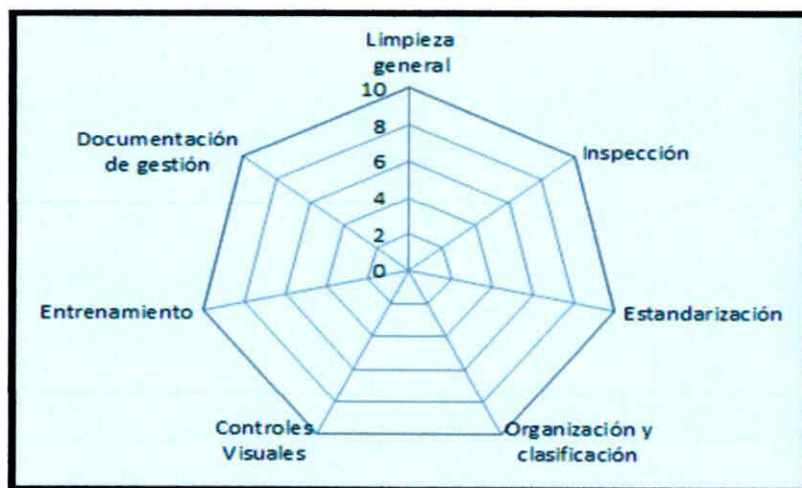 Limpieza
general
10
8
6
4
2
0
Inspección
Estandarización
Organización y
clasificación
Controles
Visuales
Entrenamiento
Documentación
de gestión